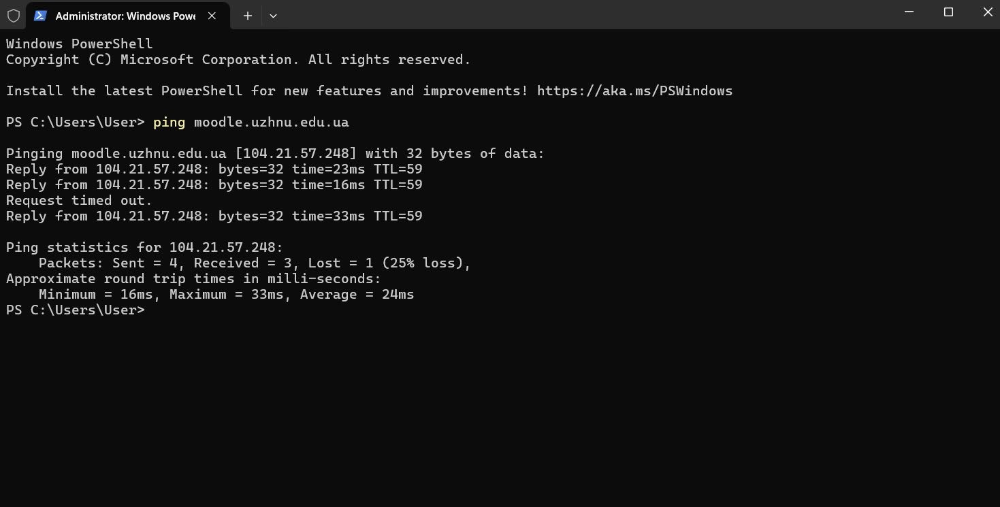 Administrator: Windows Powe
Windows PowerShell
Copyright (C) Microsoft Corporation. All rights reserved.
Install the latest PowerShell for new features and improvements! https://aka.ms/PSWindows
PS C:\Users\User> ping moodle.uzhnu.edu.ua
Pinging moodle.uzhnu.edu.ua [104.21.57.248] with 32 bytes of data:
Reply from 104.21.57.248: bytes=32 time=23ms TTL=59
Reply from 104.21.57.248: bytes=32 time=16ms TTL=59
Request timed out.
Reply from 104.21.57.248: bytes=32 time=33ms TTL=59
Ping statistics for 104.21.57.248:
    Packets: Sent = 4, Received = 3, Lost = 1 (25% loss),
Approximate round trip times in milli-seconds:
    Minimum = 16ms, Maximum = 33ms, Average = 24ms
PS C:\Users\User>